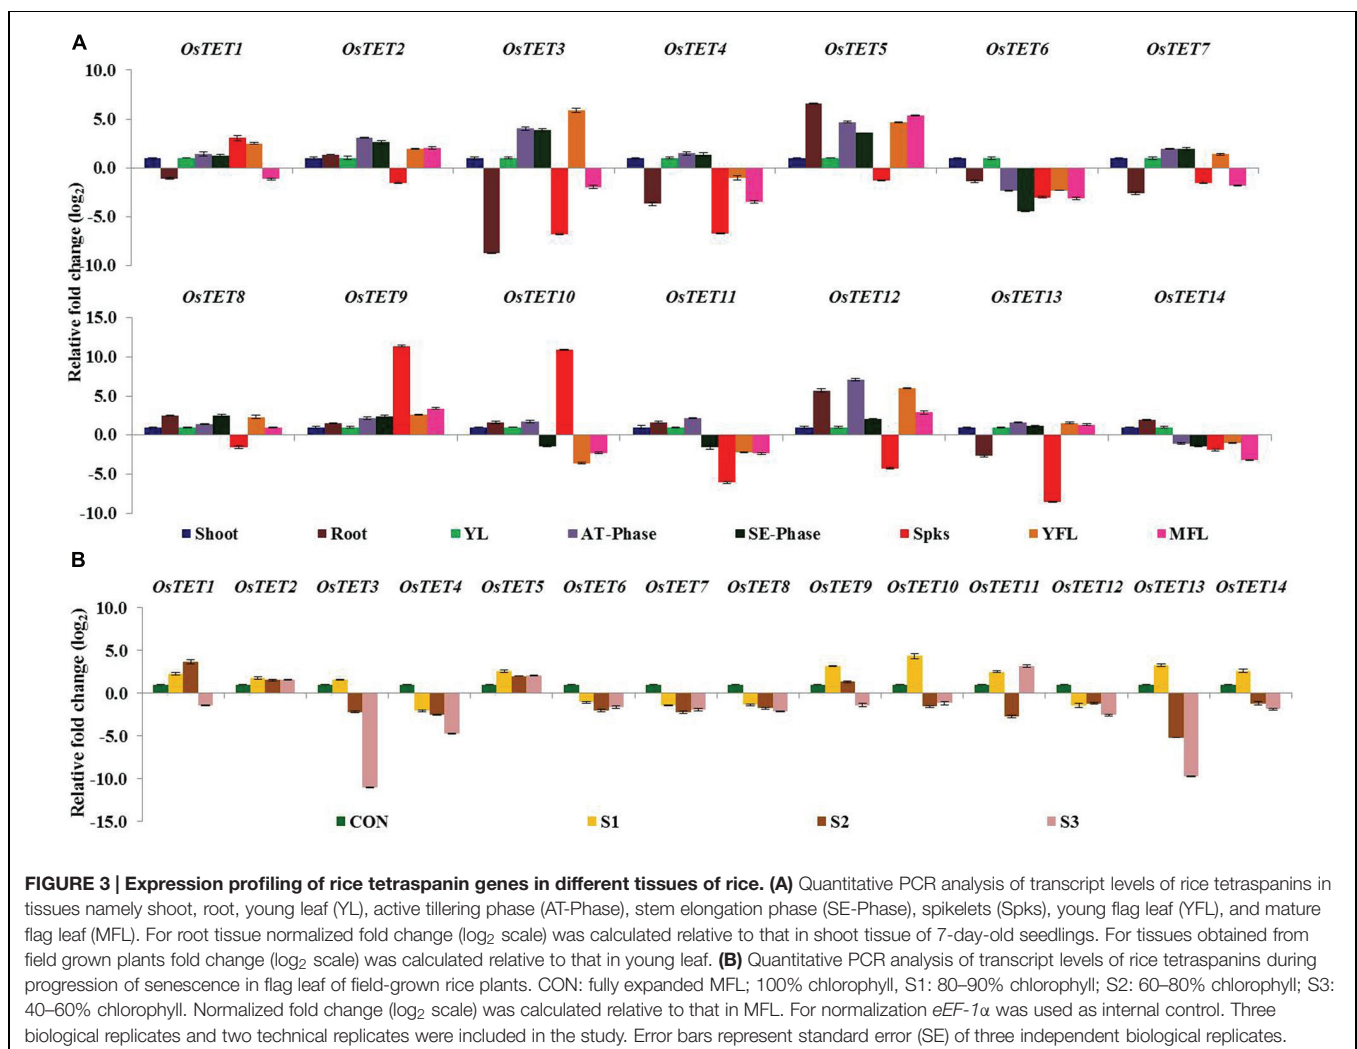 A
OsTET1 OsTET2 OsTET3 OsTET4 OsTET5 OsTET6 OsTET7
10.0
5.0
0.0
-5.0
-10.0
Relative fold change (log2)
OsTET8 OsTET9 OsTET10 OsTET11 OsTET12 OsTET13 OsTET14
15.0
10.0
5.0
0.0
-5.0
-10.0
Shoot Root YL AT-Phase SE-Phase Spks YFL MFL
B
OsTET1 OsTET2 OsTET3 OsTET4 OsTET5 OsTET6 OsTET7 OsTET8 OsTET9 OsTET10 OsTET11 OsTET12 OsTET13 OsTET14
Relative fold change (log2)
10.0
5.0
0.0
-5.0
-10.0
-15.0
CON S1 S2 S3
FIGURE 3 | Expression profiling of rice tetraspanin genes in different tissues of rice. (A) Quantitative PCR analysis of transcript levels of rice tetraspanins in
tissues namely shoot, root, young leaf (YL), active tillering phase (AT-Phase), stem elongation phase (SE-Phase), spikelets (Spks), young flag leaf (YFL), and mature
flag leaf (MFL). For root tissue normalized fold change (log2 scale) was calculated relative to that in shoot tissue of 7-day-old seedlings. For tissues obtained from
field grown plants fold change (log2 scale) was calculated relative to that in young leaf. (B) Quantitative PCR analysis of transcript levels of rice tetraspanins during
progression of senescence in flag leaf of field-grown rice plants. CON: fully expanded MFL; 100% chlorophyll, S1: 80–90% chlorophyll; S2: 60–80% chlorophyll; S3:
40–60% chlorophyll. Normalized fold change (log2 scale) was calculated relative to that in MFL. For normalization eEF-1α was used as internal control. Three
biological replicates and two technical replicates were included in the study. Error bars represent standard error (SE) of three independent biological replicates.